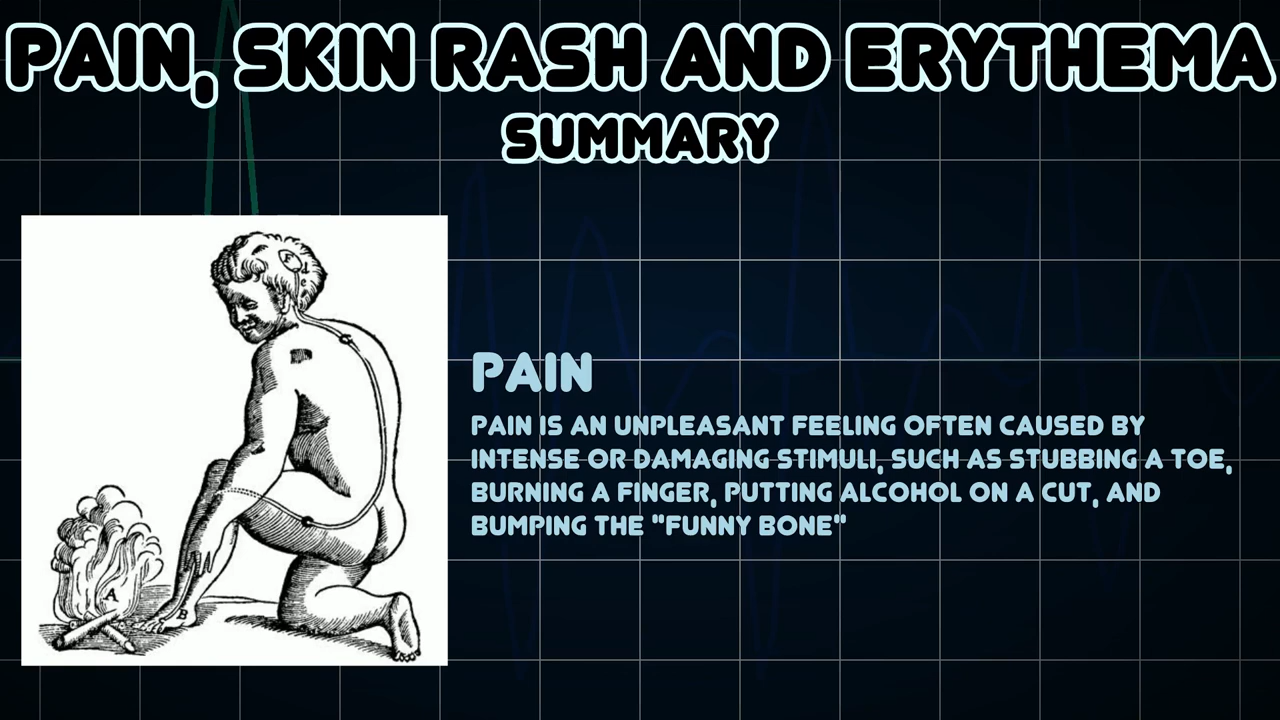 PAIN, SKIN RASH AND ERYTHEMA
SUMMARY
PAIN
PAIN IS AN UNPLEASANT FEELING OFTEN CAUSED BY
INTENSE OR DAMAGING STIMULI, SUCH AS STUBBING A TOE,
BURNING A FINGER, PUTTING ALCOHOL ON A CUT, AND
BUMPING THE "FUNNY BONE"
F
A
B